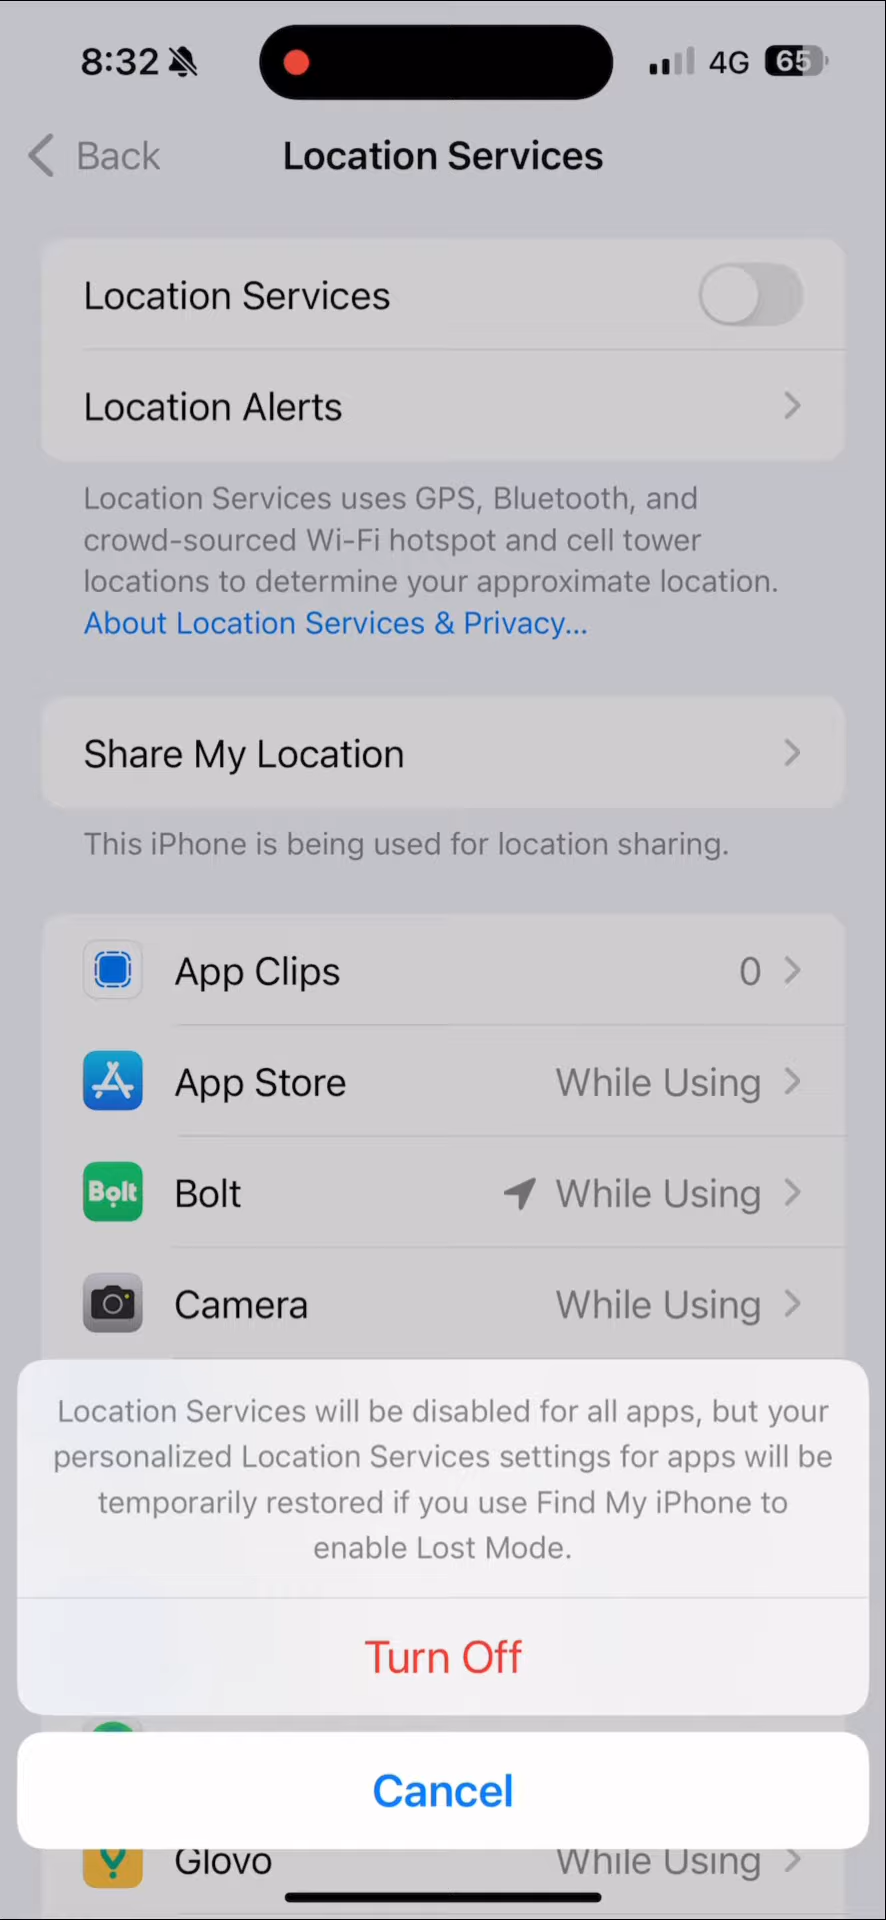 8:32 4G 65
Back Location Services
Location Services
Location Alerts
Location Services uses GPS, Bluetooth, and
crowd-sourced Wi-Fi hotspot and cell tower
locations to determine your approximate location.
About Location Services & Privacy...
Share My Location
This iPhone is being used for location sharing.
App Clips 0
App Store While Using
Bolt Bolt While Using
Camera While Using
Location Services will be disabled for all apps, but your
personalized Location Services settings for apps will be
temporarily restored if you use Find My iPhone to
enable Lost Mode.
Turn Off
Cancel
Glovo While Using